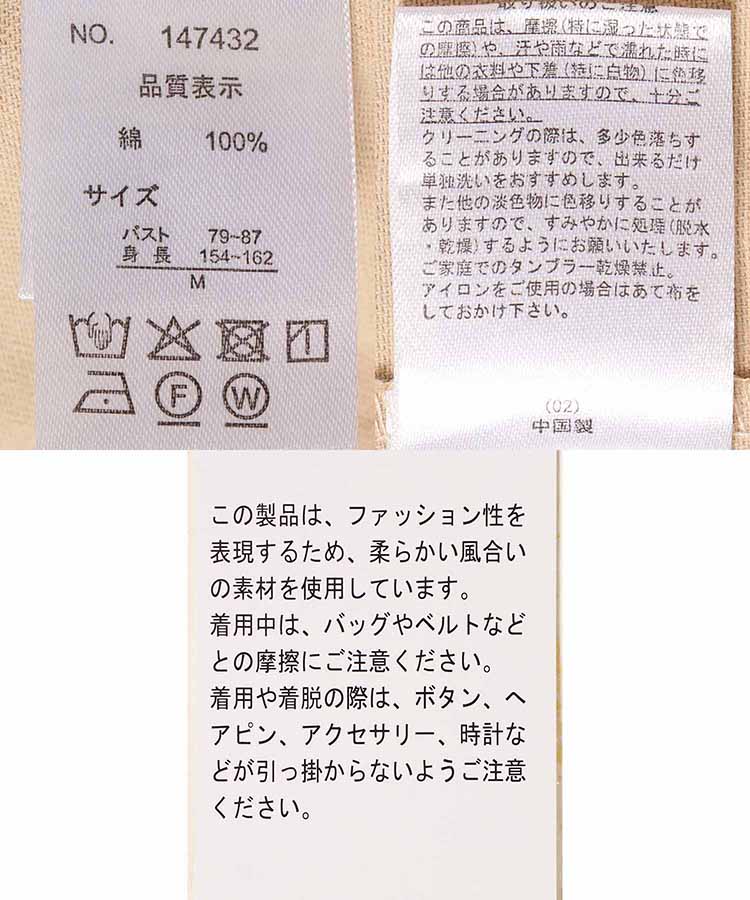 NO. 147432
品質表示
綿 100%
サイズ
バスト 79~87
身長 154~162
M
F W
取り扱いのご注意
この商品は、摩擦(特に湿った状態で
の摩擦)や、汗や雨などで濡れた時に
は他の衣料や下着(特に白物)に色移
りする場合がありますので、十分ご
注意ください。
クリーニングの際は、多少色落ちす
ることがありますので、出来るだけ
単独洗いをおすすめします。
また他の淡色物に色移りすることが
ありますので、すみやかに処理(脱水
・乾燥)するようにお願いいたします。
ご家庭でのタンブラー乾燥禁止。
アイロンをご使用の場合はあて布を
しておかけ下さい。
(02)
中国製
この製品は、ファッション性を
表現するため、柔らかい風合い
の素材を使用しています。
着用中は、バッグやベルトなど
との摩擦にご注意ください。
着用や着脱の際は、ボタン、ヘ
アピン、アクセサリー、時計な
どが引っ掛からないようご注意
ください。